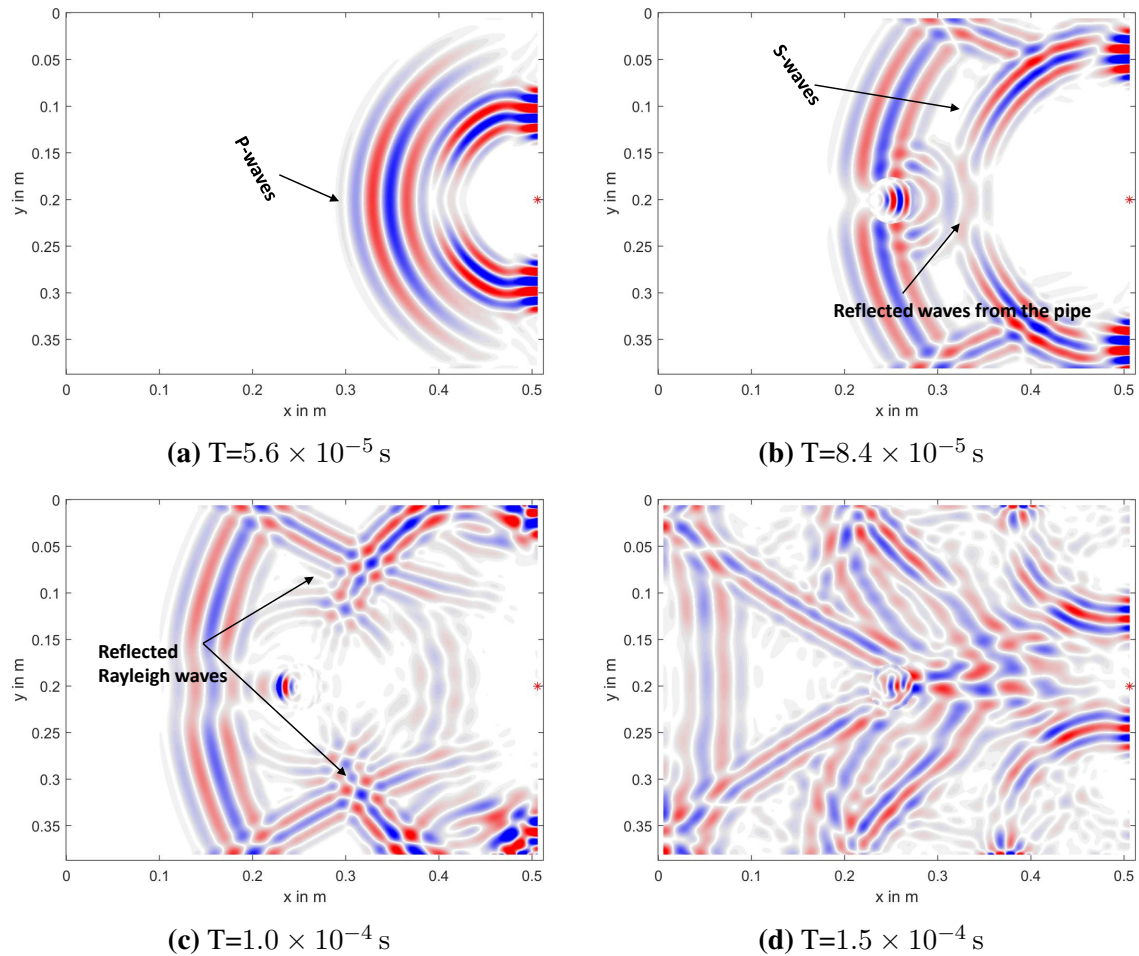 0
0.05
0.1
0.15
0.2
0.25
0.3
0.35
y in m
P-waves
0 0.1 0.2 0.3 0.4 0.5
x in m
(a) T=5.6 × 10⁻⁵ s
0
0.05
0.1
0.15
0.2
0.25
0.3
0.35
y in m
S-waves
Reflected waves from the pipe
0 0.1 0.2 0.3 0.4 0.5
x in m
(b) T=8.4 × 10⁻⁵ s
0
0.05
0.1
0.15
0.2
0.25
0.3
0.35
y in m
Reflected
Rayleigh waves
0 0.1 0.2 0.3 0.4 0.5
x in m
(c) T=1.0 × 10⁻⁴ s
0
0.05
0.1
0.15
0.2
0.25
0.3
0.35
y in m
0 0.1 0.2 0.3 0.4 0.5
x in m
(d) T=1.5 × 10⁻⁴ s